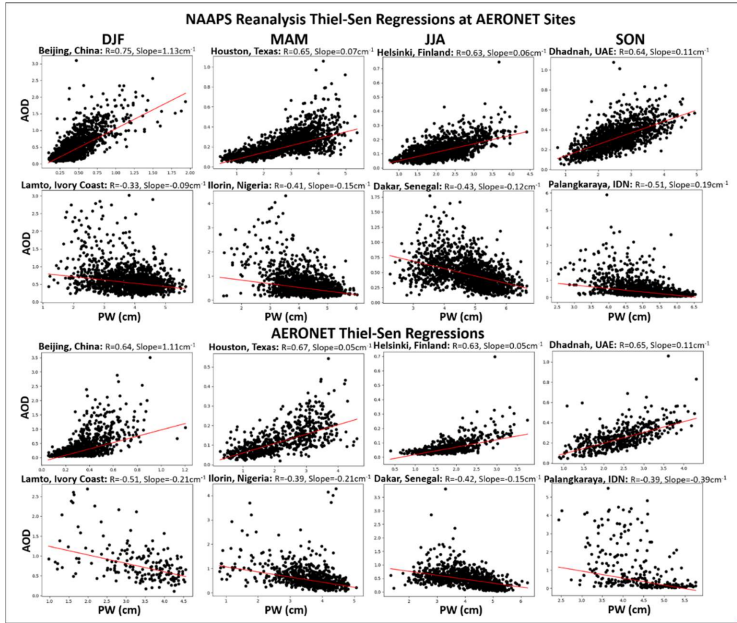 NAAPS Reanalysis Thiel-Sen Regressions at AERONET Sites
DJF MAM JJA SON
Beijing, China: R=0.75, Slope=1.13cm-1 Houston, Texas: R=0.65, Slope=0.07cm-1 Helsinki, Finland: R=0.63, Slope=0.06cm-1 Dhadnah, UAE: R=0.64, Slope=0.11cm-1
AOD
Lamto, Ivory Coast: R=-0.33, Slope=-0.09cm-1 Ilorin, Nigeria: R=-0.41, Slope=-0.15cm-1 Dakar, Senegal: R=-0.43, Slope=-0.12cm-1 Palangkaraya, IDN: R=-0.51, Slope=0.19cm-1
AOD
PW (cm) PW (cm) PW (cm) PW (cm)
AERONET Thiel-Sen Regressions
Beijing, China: R=0.64, Slope=1.11cm-1 Houston, Texas: R=0.67, Slope=0.05cm-1 Helsinki, Finland: R=0.63, Slope=0.05cm-1 Dhadnah, UAE: R=0.65, Slope=0.11cm-1
AOD
Lamto, Ivory Coast: R=-0.51, Slope=-0.21cm-1 Ilorin, Nigeria: R=-0.39, Slope=-0.21cm-1 Dakar, Senegal: R=-0.42, Slope=-0.15cm-1 Palangkaraya, IDN: R=-0.39, Slope=-0.39cm-1
AOD
PW (cm) PW (cm) PW (cm) PW (cm)